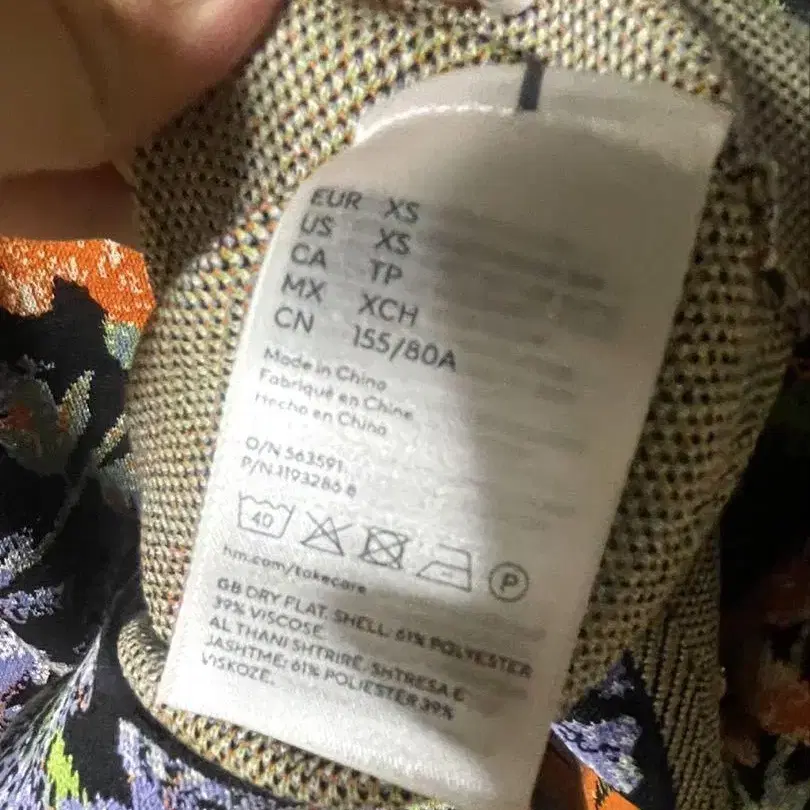 EUR XS
US XS
CA TP
MX XCH
CN 155/80A
Made in China
Fabriqué en Chine
Hecho en China
O/N 563591
P/N 1193286 8
40
P
hm.com/takecare
GB DRY FLAT. SHELL: 61% POLYESTER
39% VISCOSE
AL THANI SHTRIRË. SHTRESA E
JASHTME: 61% POLIESTER 39%
VISKOZË.